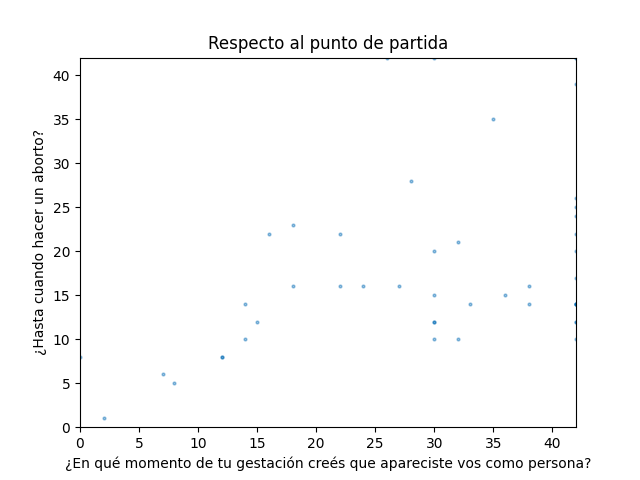 Respecto al punto de partida
¿Hasta cuando hacer un aborto?
40
35
30
25
20
15
10
5
0
0 5 10 15 20 25 30 35 40
¿En qué momento de tu gestación creés que apareciste vos como persona?